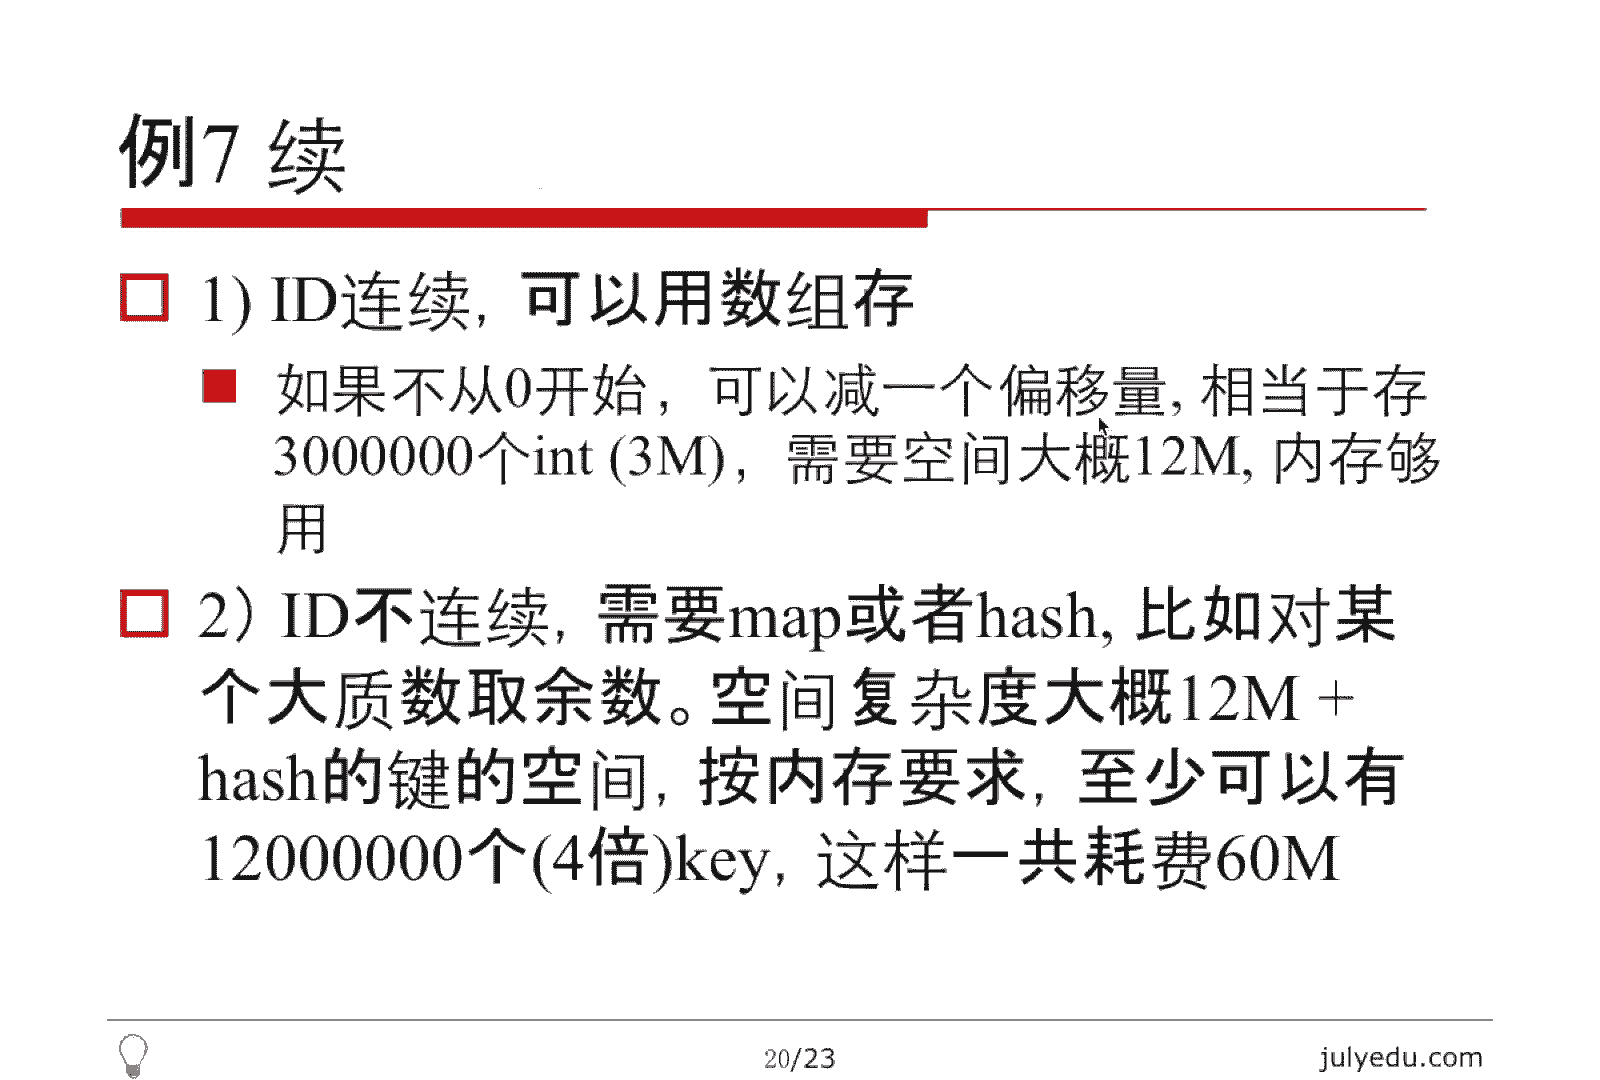 例7 续
1) ID连续，可以用数组存
如果不从0开始，可以减一个偏移量, 相当于存
3000000个int (3M)，需要空间大概12M, 内存够
用
2）ID不连续，需要map或者hash, 比如对某
个大质数取余数。空间复杂度大概12M +
hash的键的空间，按内存要求，至少可以有
12000000个(4倍)key，这样一共耗费60M
20/23
julyedu.com